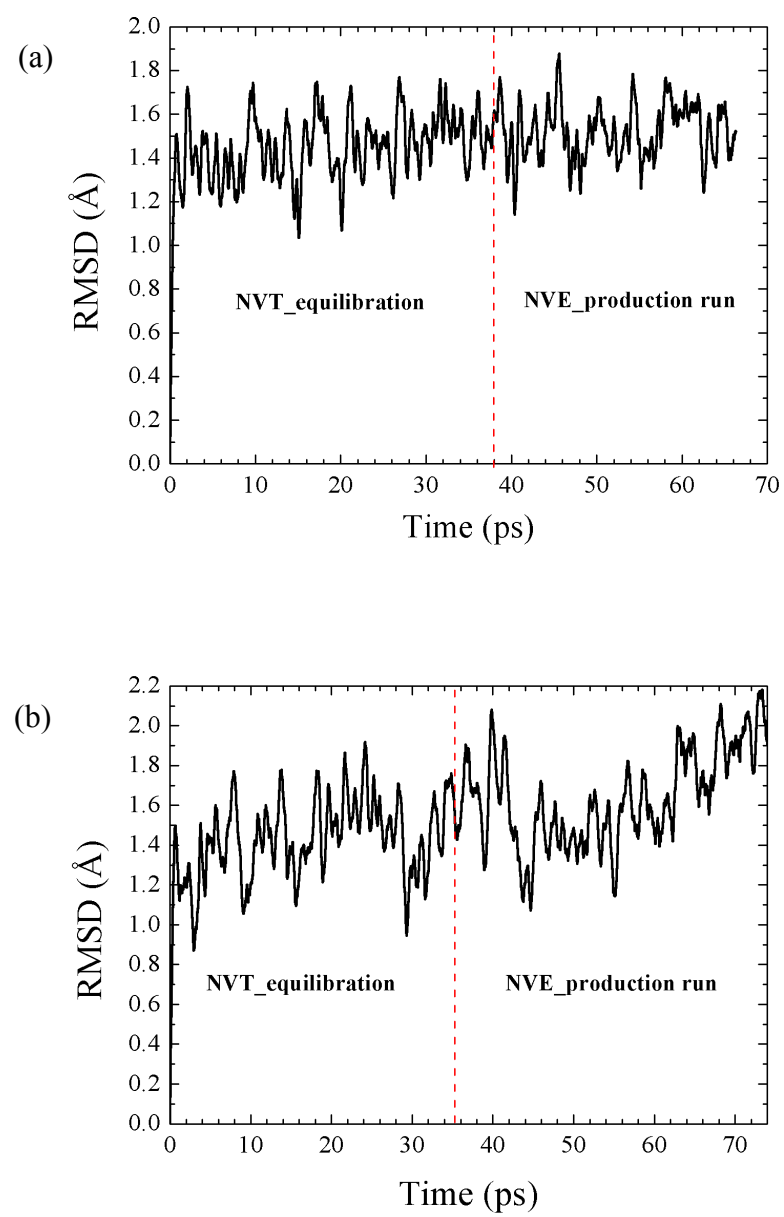 (a)
2.0
1.8
1.6
1.4
1.2
1.0
0.8
0.6
0.4
0.2
0.0
RMSD (Å)
NVT_equilibration
NVE_production run
0 10 20 30 40 50 60 70
Time (ps)
(b)
2.2
2.0
1.8
1.6
1.4
1.2
1.0
0.8
0.6
0.4
0.2
0.0
RMSD (Å)
NVT_equilibration
NVE_production run
0 10 20 30 40 50 60 70
Time (ps)